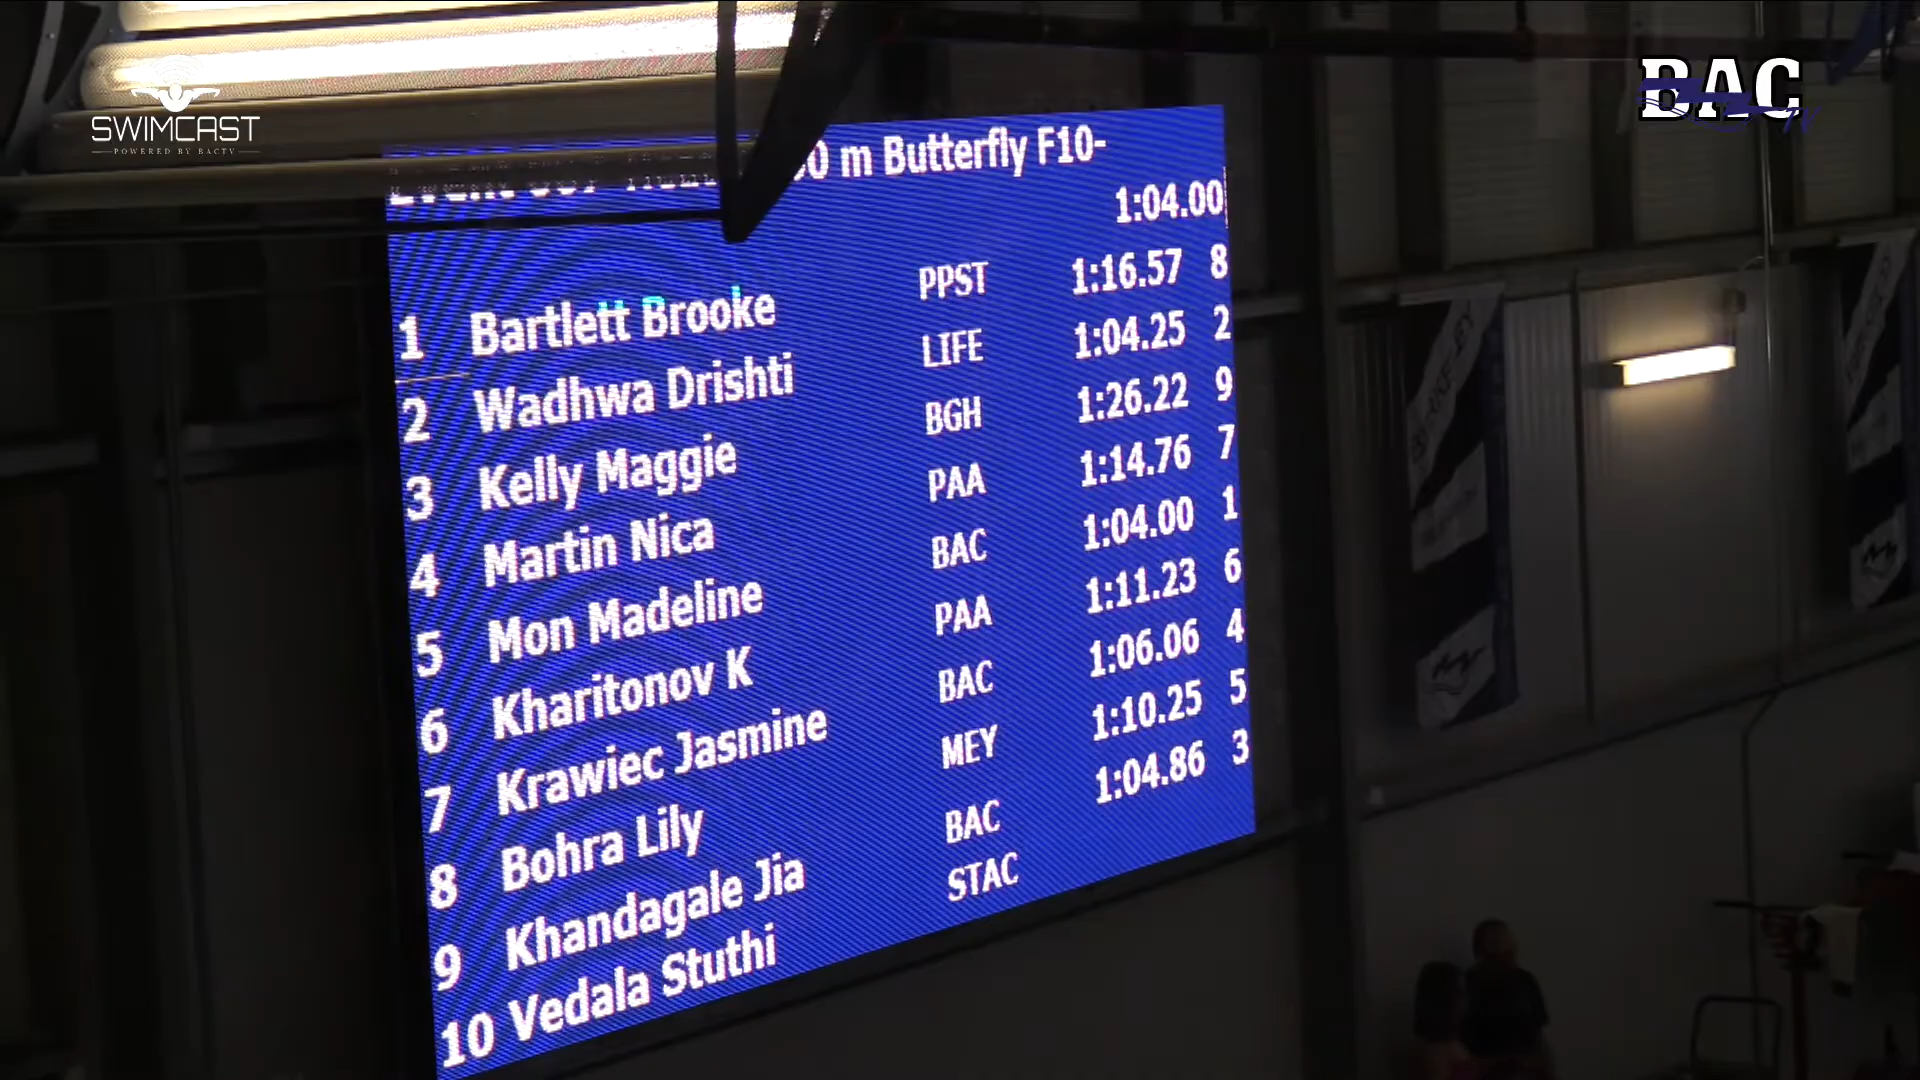 SWIMCAST
POWERED BY BACTV
BAC
TV
m Butterfly F10-
1:04.00
1 Bartlett Brooke PPST 1:16.57 8
2 Wadhwa Drishti LIFE 1:04.25 2
3 Kelly Maggie BGH 1:26.22 9
4 Martin Nica PAA 1:14.76 7
5 Mon Madeline BAC 1:04.00 1
6 Kharitonov K PAA 1:11.23 6
7 Krawiec Jasmine BAC 1:06.06 4
8 Bohra Lily MEY 1:10.25 5
9 Khandagale Jia BAC 1:04.86 3
10 Vedala Stuthi STAC